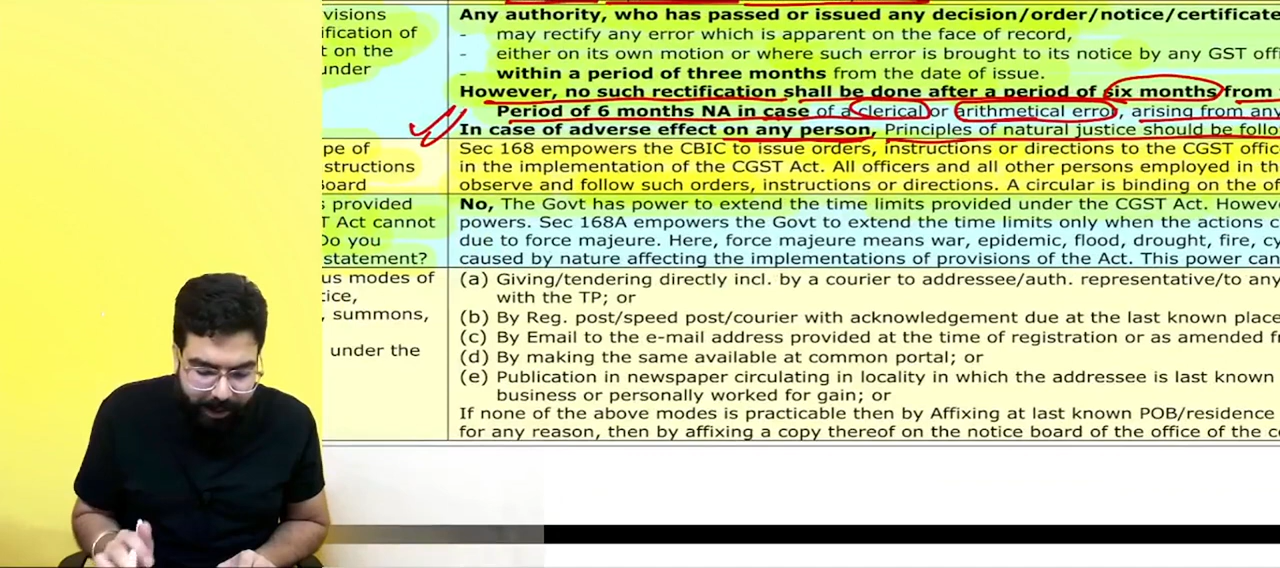 visions
ification of
t on the
under
Any authority, who has passed or issued any decision/order/notice/certificate
- may rectify any error which is apparent on the face of record,
- either on its own motion or where such error is brought to its notice by any GST offi
- within a period of three months from the date of issue.
However, no such rectification shall be done after a period of six months from
Period of 6 months NA in case of a clerical or arithmetical error, arising from any
In case of adverse effect on any person, Principles of natural justice should be follo
pe of
structions
Board
Sec 168 empowers the CBIC to issue orders, instructions or directions to the CGST offic
in the implementation of the CGST Act. All officers and all other persons employed in th
observe and follow such orders, instructions or directions. A circular is binding on the of
s provided
T Act cannot
Do you
statement?
No, The Govt has power to extend the time limits provided under the CGST Act. Howev
powers. Sec 168A empowers the Govt to extend the time limits only when the actions c
due to force majeure. Here, force majeure means war, epidemic, flood, drought, fire, cy
caused by nature affecting the implementations of provisions of the Act. This power can
us modes of
tice,
, summons,
under the
(a) Giving/tendering directly incl. by a courier to addressee/auth. representative/to any
with the TP; or
(b) By Reg. post/speed post/courier with acknowledgement due at the last known place
(c) By Email to the e-mail address provided at the time of registration or as amended f
(d) By making the same available at common portal; or
(e) Publication in newspaper circulating in locality in which the addressee is last known
business or personally worked for gain; or
If none of the above modes is practicable then by Affixing at last known POB/residence
for any reason, then by affixing a copy thereof on the notice board of the office of the c